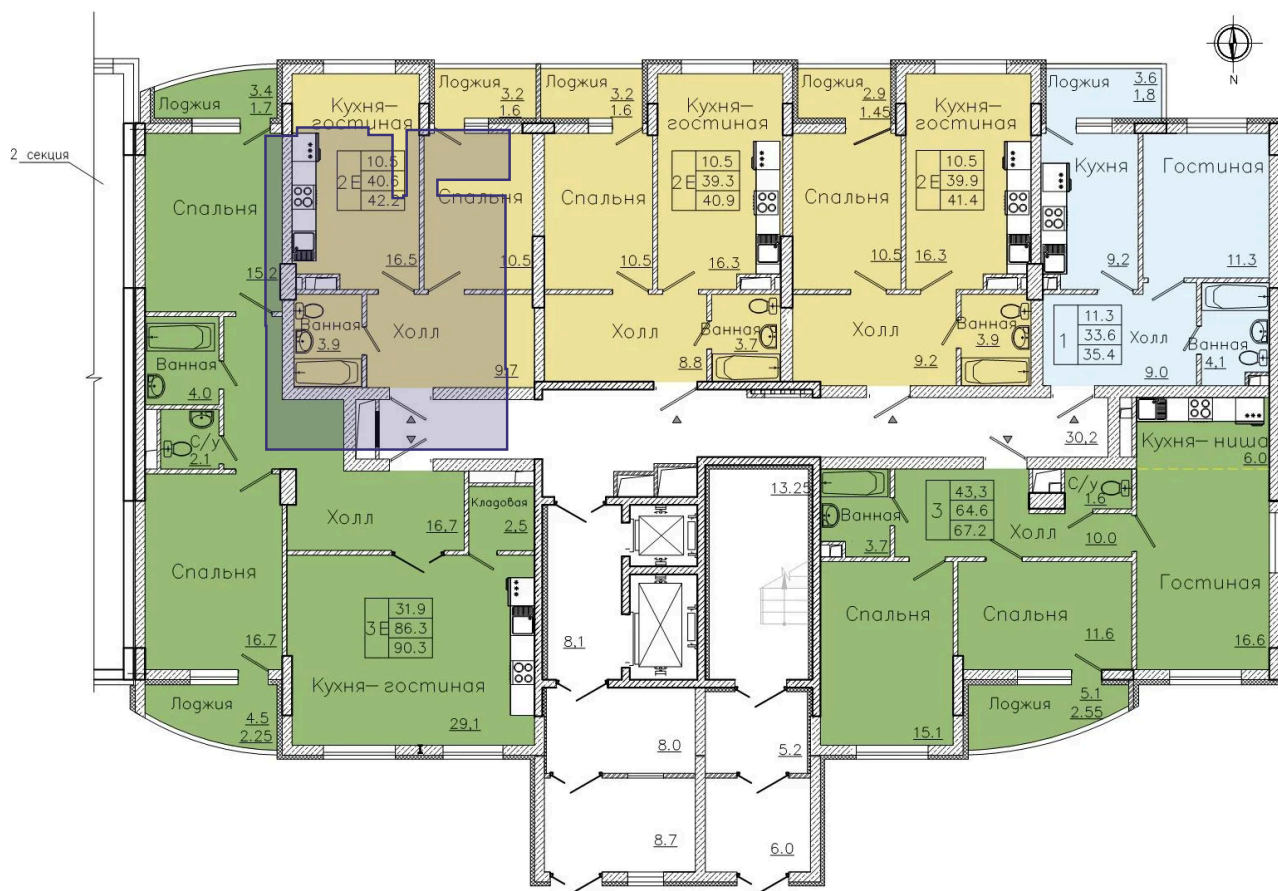 N
2 секция
3.4
Лоджия 1.7
Кухня-
гостиная
Лоджия 3.2
1.6
Лоджия
3.2
1.6
Кухня-
гостиная
Лоджия 2.9
1.45
Кухня-
гостиная
Лоджия 3.6
1,8
2Е
10.5
40.6
42.2
Спальня
15.2
16.5
Спальня
10.5
Спальня
10.5
2Е
10.5
39.3
40.9
16.3
Спальня
10.5
2Е
10.5
39.9
41.4
16.3
Кухня
9.2
Гостиная
11.3
Ванная
3.9
Холл
9.7
Холл
8.8
Ванная
3.7
Холл
9.2
Ванная
3.9
1
11.3
33.6
35.4
Холл
9.0
Ванная
4.1
Ванная
4.0
С/у
2.1
30,2
Кухня-ниша
6.0
Холл
16.7
Кладовая
2,5
13.25
Ванная
3.7
3
43,3
64.6
67.2
С/у
1.6
Холл
10.0
Спальня
16.7
3Е
31.9
86.3
90.3
Кухня-гостиная
29,1
8,1
Спальня
15.1
Спальня
11.6
Гостиная
16.6
Лоджия 4.5
2.25
8.0
5.2
Лоджия
5.1
2.55
8.7
6.0